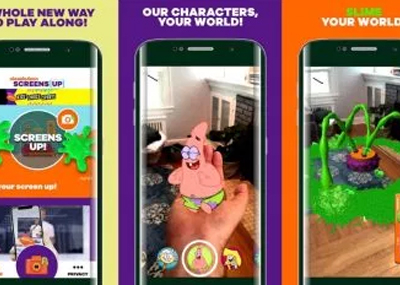 WHOLE NEW WAY
O PLAY ALONG!
nickelodeon
SCREENS UP
SCREENS
UP!
your screen up!
PRIVACY
OUR CHARACTERS,
YOUR WORLD!
SLIME
YOUR WORLD